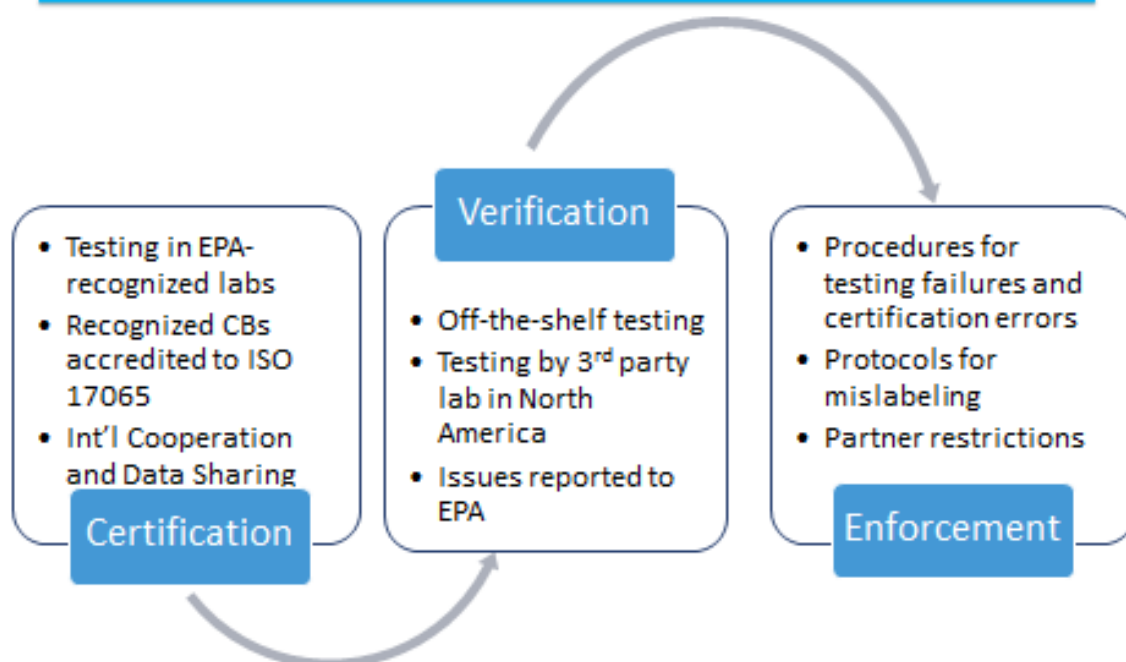 • Testing in EPA-
recognized labs
• Recognized CBs
accredited to ISO
17065
• Int'l Cooperation
and Data Sharing
Certification
Verification
• Off-the-shelf testing
• Testing by 3rd party
lab in North
America
• Issues reported to
EPA
• Procedures for
testing failures and
certification errors
• Protocols for
mislabeling
• Partner restrictions
Enforcement